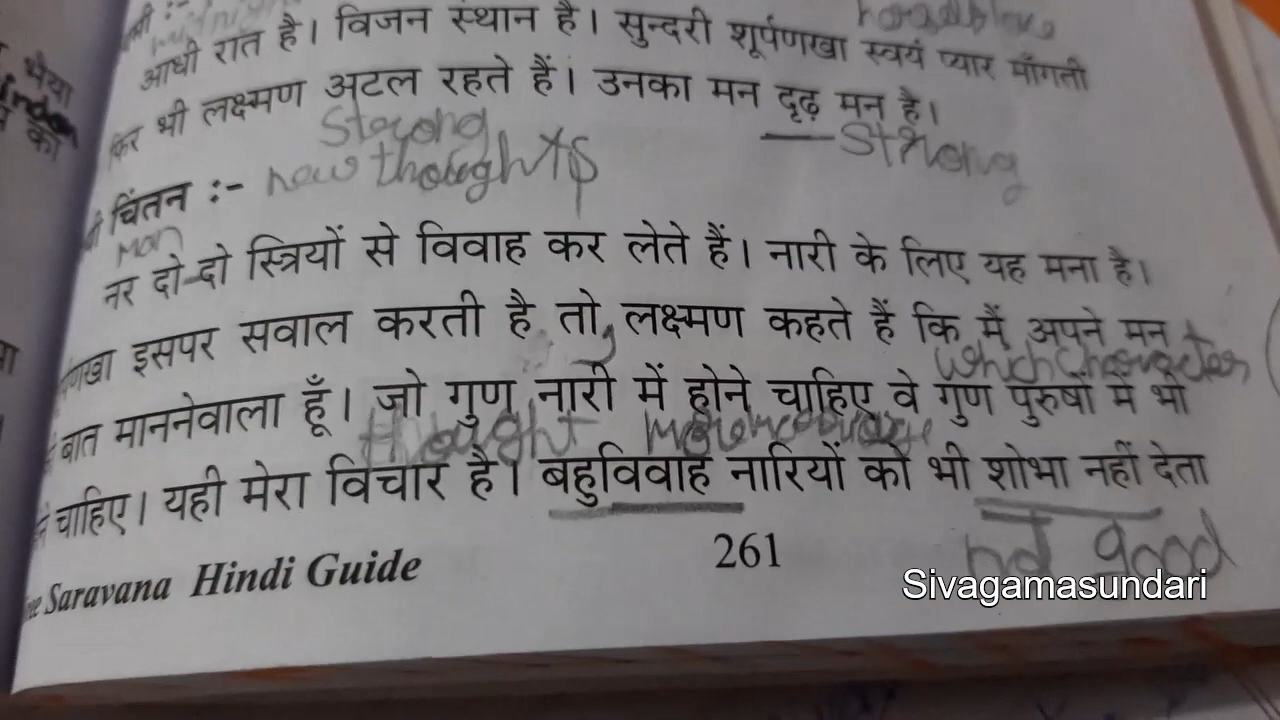 भैया
inder
को
midnight
आधी रात है। विजन स्थान है। सुन्दरी शूर्पणखा स्वयं प्यार माँगती
फिर भी लक्ष्मण अटल रहते हैं। उनका मन दृढ़ मन है।
Strong
Strong
चिंतन :- new thoughts
man
नर दो-दो स्त्रियों से विवाह कर लेते हैं। नारी के लिए यह मना है।
इसपर सवाल करती है तो, लक्ष्मण कहते हैं कि मैं अपने मन
which character
बात माननेवाला हूँ। जो गुण नारी में होने चाहिए वे गुण पुरुषों में भी
thought
चाहिए। यही मेरा विचार है। बहुविवाह नारियों को भी शोभा नहीं देता
not good
Saravana Hindi Guide
261
Sivagamasundari